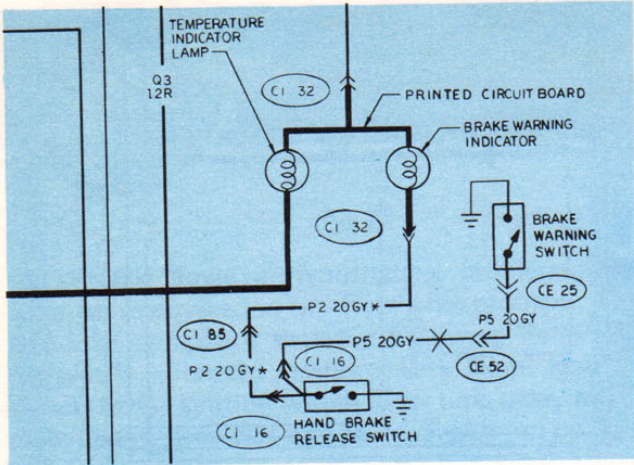 TEMPERATURE
INDICATOR
LAMP
Q3
12R
C1 32
PRINTED CIRCUIT BOARD
BRAKE WARNING
INDICATOR
C1 32
BRAKE
WARNING
SWITCH
CE 25
P2 20GY*
P5 20GY
C1 85
P5 20GY
CE 52
P2 20GY*
C1 16
C1 16
HAND BRAKE
RELEASE SWITCH